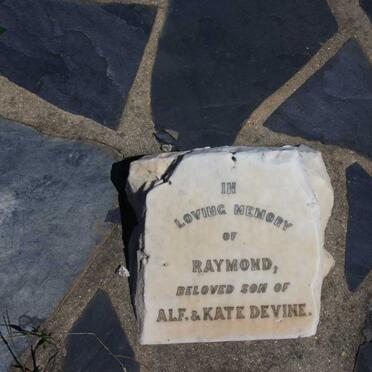 IN
LOVING MEMORY
OF
RAYMOND,
BELOVED SON OF
ALF. & KATE DEVINE.